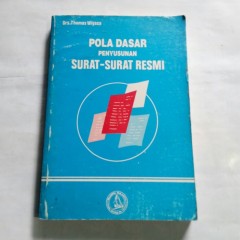 Drs. Thomas Wiyasa
POLA DASAR
PENYUSUNAN
SURAT-SURAT RESMI